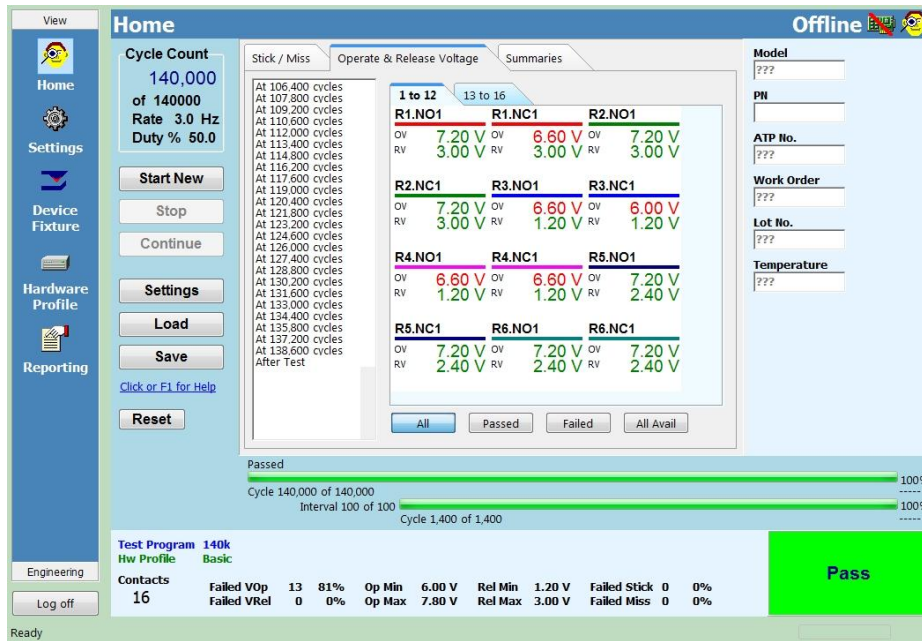 View
Home
Settings
Device
Fixture
Hardware
Profile
Reporting
Engineering
Log off
Ready
Home
Offline
Cycle Count
140,000
of 140000
Rate 3.0 Hz
Duty % 50.0
Start New
Stop
Continue
Settings
Load
Save
Click or F1 for Help
Reset
Stick / Miss
Operate & Release Voltage
Summaries
At 106,400 cycles
At 107,800 cycles
At 109,200 cycles
At 110,600 cycles
At 112,000 cycles
At 113,400 cycles
At 114,800 cycles
At 116,200 cycles
At 117,600 cycles
At 119,000 cycles
At 120,400 cycles
At 121,800 cycles
At 123,200 cycles
At 124,600 cycles
At 126,000 cycles
At 127,400 cycles
At 128,800 cycles
At 130,200 cycles
At 131,600 cycles
At 133,000 cycles
At 134,400 cycles
At 135,800 cycles
At 137,200 cycles
At 138,600 cycles
After Test
1 to 12
13 to 16
R1.NO1 R1.NC1 R2.NO1
OV 7.20 V OV 6.60 V OV 7.20 V
RV 3.00 V RV 3.00 V RV 3.00 V
R2.NC1 R3.NO1 R3.NC1
OV 7.20 V OV 6.60 V OV 6.00 V
RV 3.00 V RV 1.20 V RV 1.20 V
R4.NO1 R4.NC1 R5.NO1
OV 6.60 V OV 6.60 V OV 7.20 V
RV 1.20 V RV 1.20 V RV 2.40 V
R5.NC1 R6.NO1 R6.NC1
OV 7.20 V OV 7.20 V OV 7.20 V
RV 2.40 V RV 2.40 V RV 2.40 V
All
Passed
Failed
All Avail
Model
???
PN
ATP No.
???
Work Order
???
Lot No.
???
Temperature
???
Passed
100%
Cycle 140,000 of 140,000
-----
Interval 100 of 100
100%
Cycle 1,400 of 1,400
-----
Test Program 140k
Hw Profile Basic
Contacts
16
Failed VOp 13 81% Op Min 6.00 V Rel Min 1.20 V Failed Stick 0 0%
Failed VRel 0 0% Op Max 7.80 V Rel Max 3.00 V Failed Miss 0 0%
Pass